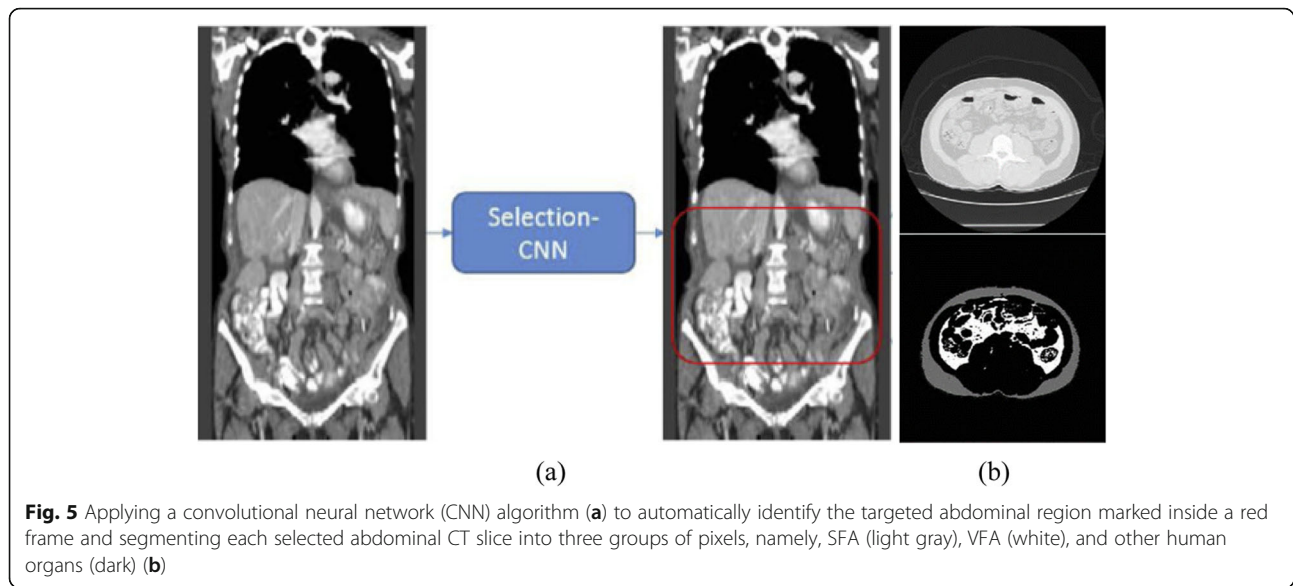 Selection-
CNN
(a)
(b)
Fig. 5 Applying a convolutional neural network (CNN) algorithm (a) to automatically identify the targeted abdominal region marked inside a red
frame and segmenting each selected abdominal CT slice into three groups of pixels, namely, SFA (light gray), VFA (white), and other human
organs (dark) (b)